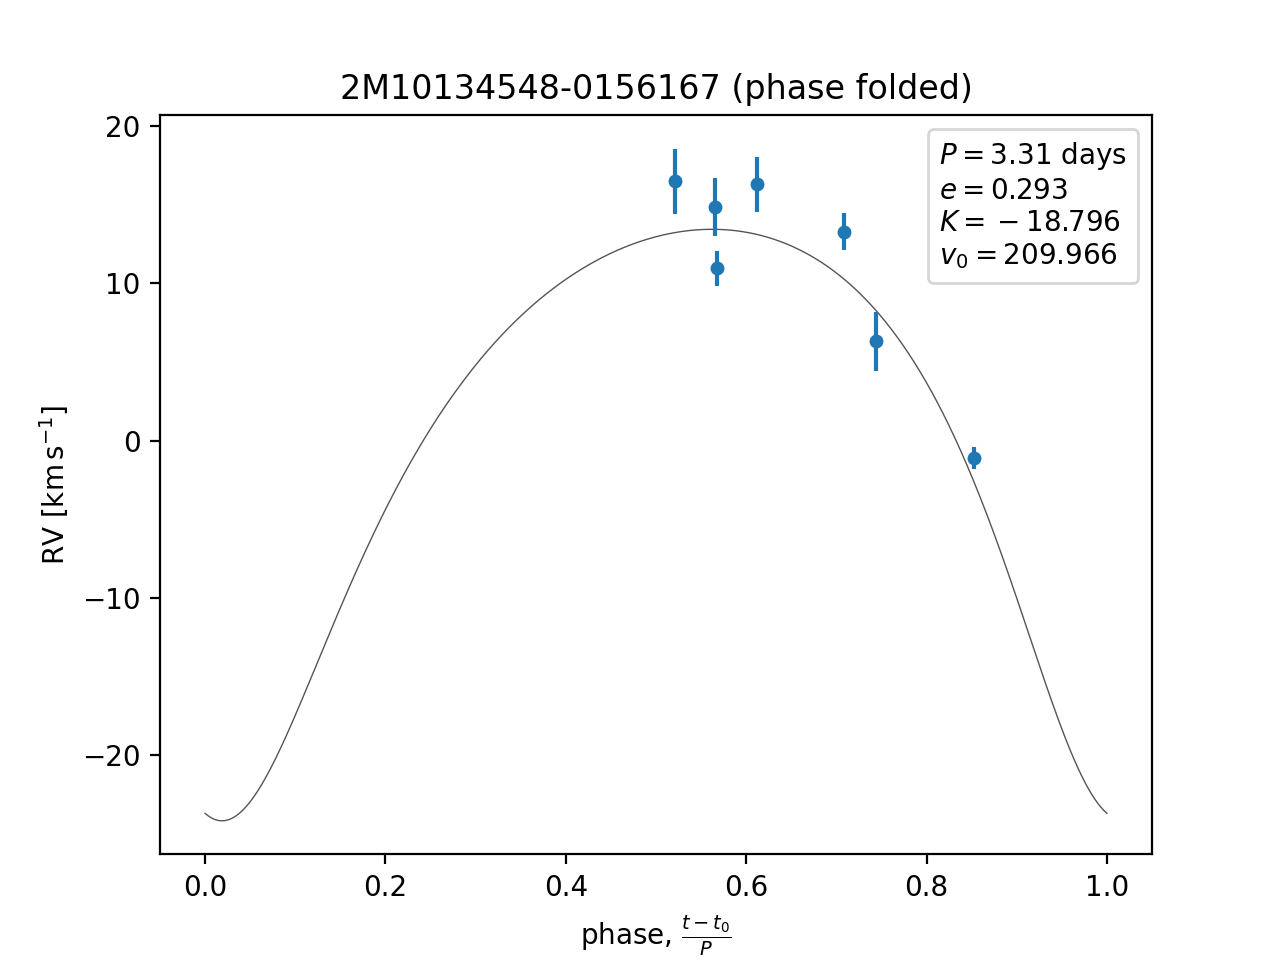 2M10134548-0156167 (phase folded)
P = 3.31 days
e = 0.293
K = −18.796
v₀ = 209.966
20
10
0
−10
−20
RV [km s⁻¹]
0.0 0.2 0.4 0.6 0.8 1.0
phase, (t − t₀)/P